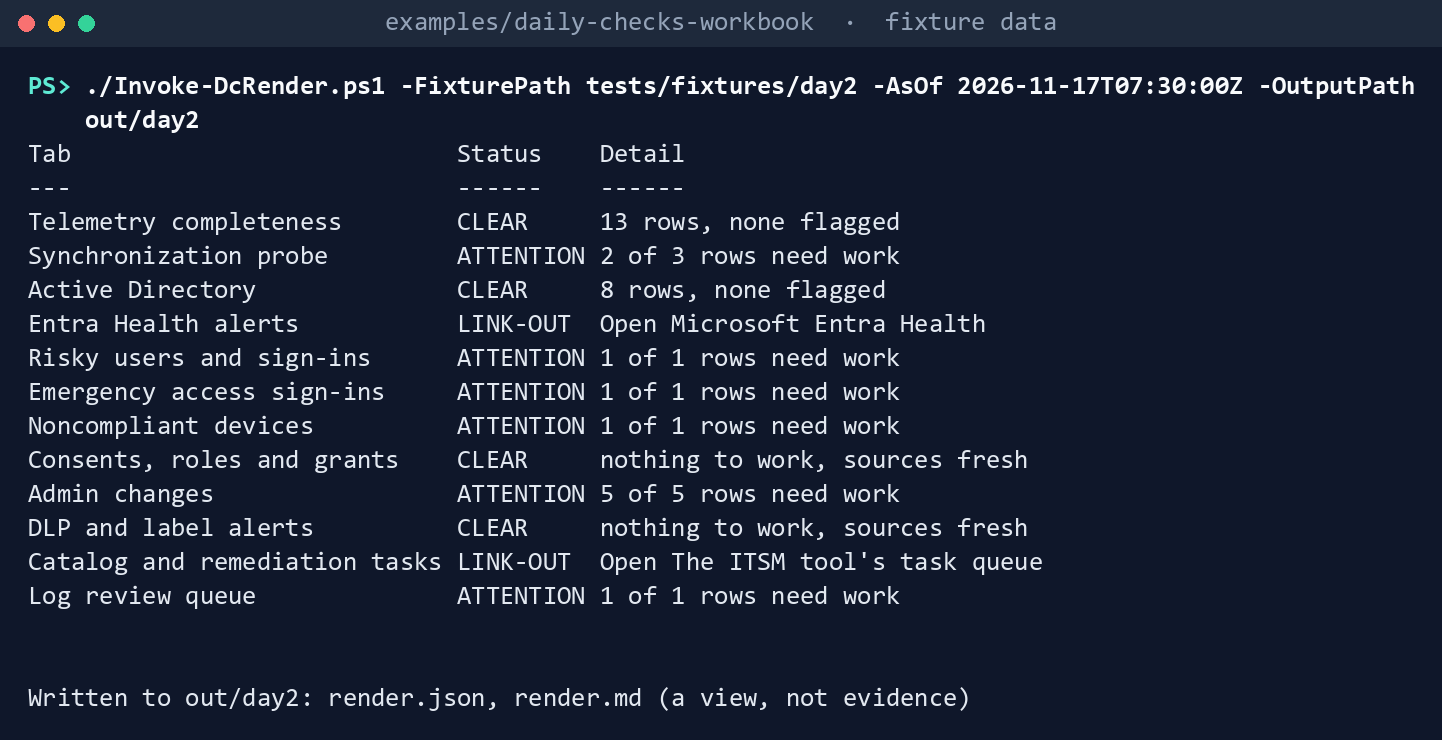 examples/daily-checks-workbook · fixture data
PS> ./Invoke-DcRender.ps1 -FixturePath tests/fixtures/day2 -AsOf 2026-11-17T07:30:00Z -OutputPath
out/day2
Tab Status Detail
--- ------ ------
Telemetry completeness CLEAR 13 rows, none flagged
Synchronization probe ATTENTION 2 of 3 rows need work
Active Directory CLEAR 8 rows, none flagged
Entra Health alerts LINK-OUT Open Microsoft Entra Health
Risky users and sign-ins ATTENTION 1 of 1 rows need work
Emergency access sign-ins ATTENTION 1 of 1 rows need work
Noncompliant devices ATTENTION 1 of 1 rows need work
Consents, roles and grants CLEAR nothing to work, sources fresh
Admin changes ATTENTION 5 of 5 rows need work
DLP and label alerts CLEAR nothing to work, sources fresh
Catalog and remediation tasks LINK-OUT Open The ITSM tool's task queue
Log review queue ATTENTION 1 of 1 rows need work
Written to out/day2: render.json, render.md (a view, not evidence)